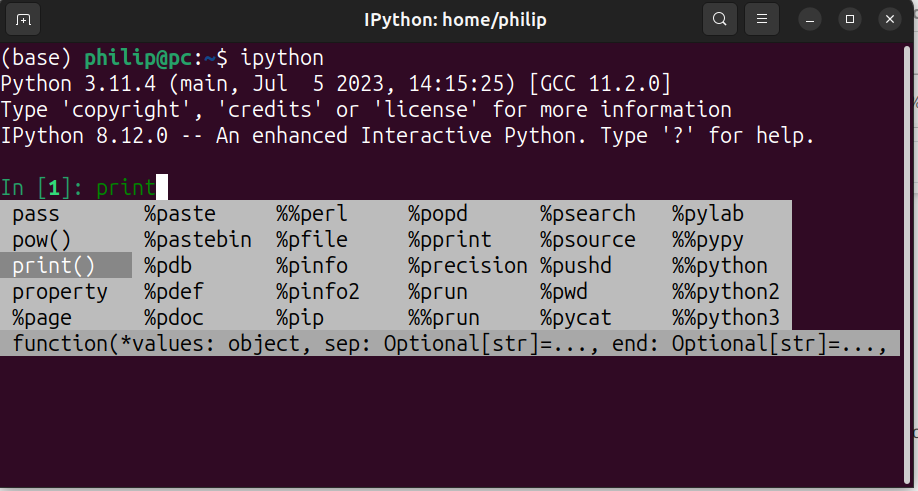 IPython: home/philip
(base) philip@pc:~$ ipython
Python 3.11.4 (main, Jul  5 2023, 14:15:25) [GCC 11.2.0]
Type 'copyright', 'credits' or 'license' for more information
IPython 8.12.0 -- An enhanced Interactive Python. Type '?' for help.
In [1]: print
pass %paste %%perl %popd %psearch %pylab
pow() %pastebin %pfile %pprint %psource %%pypy
print() %pdb %pinfo %precision %pushd %%python
property %pdef %pinfo2 %prun %pwd %%python2
%page %pdoc %pip %%prun %pycat %%python3
function(*values: object, sep: Optional[str]=..., end: Optional[str]=...,